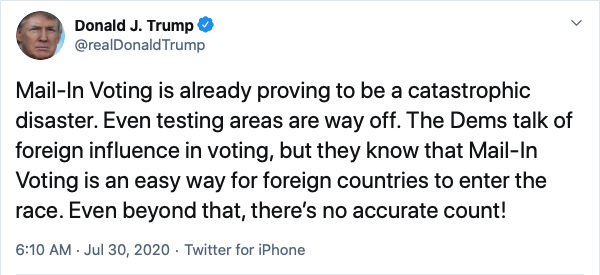 Donald J. Trump
@realDonaldTrump
Mail-In Voting is already proving to be a catastrophic
disaster. Even testing areas are way off. The Dems talk of
foreign influence in voting, but they know that Mail-In
Voting is an easy way for foreign countries to enter the
race. Even beyond that, there’s no accurate count!
6:10 AM · Jul 30, 2020 · Twitter for iPhone